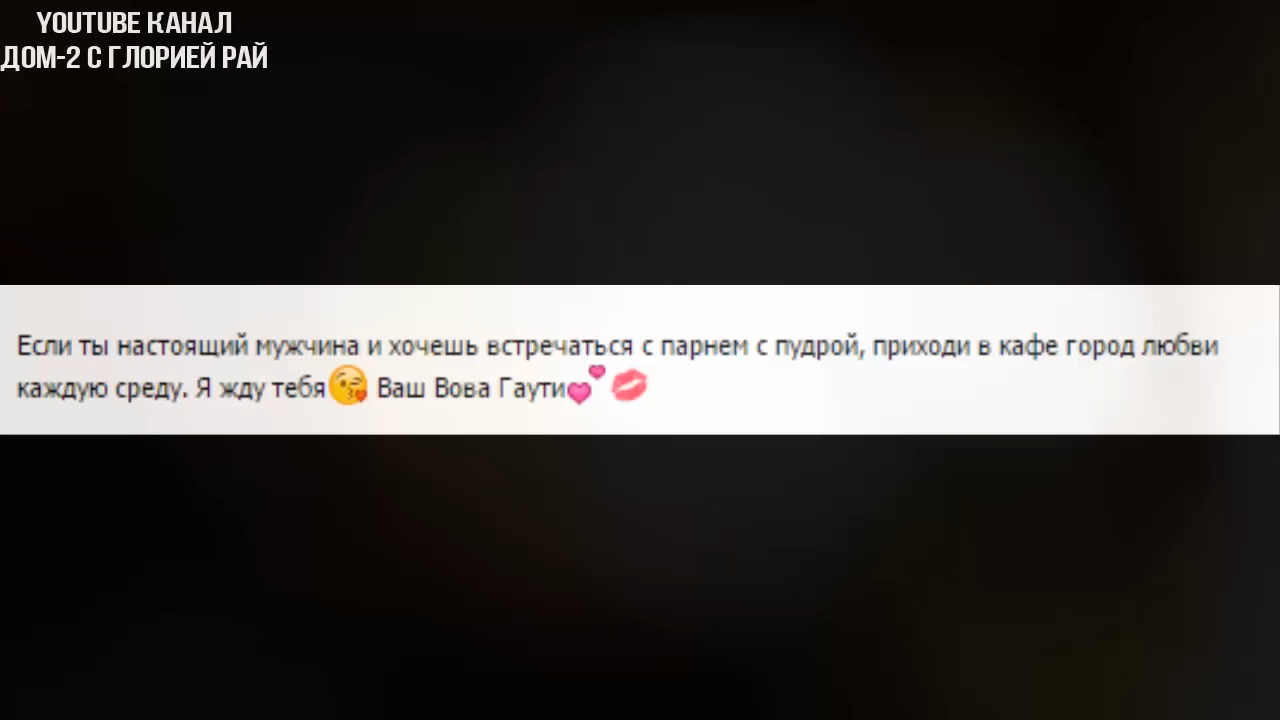 YOUTUBE КАНАЛ
ДОМ-2 С ГЛОРИЕЙ РАЙ
Если ты настоящий мужчина и хочешь встречаться с парнем с пудрой, приходи в кафе город любви
каждую среду. Я жду тебя😘 Ваш Вова Гаути💕💋